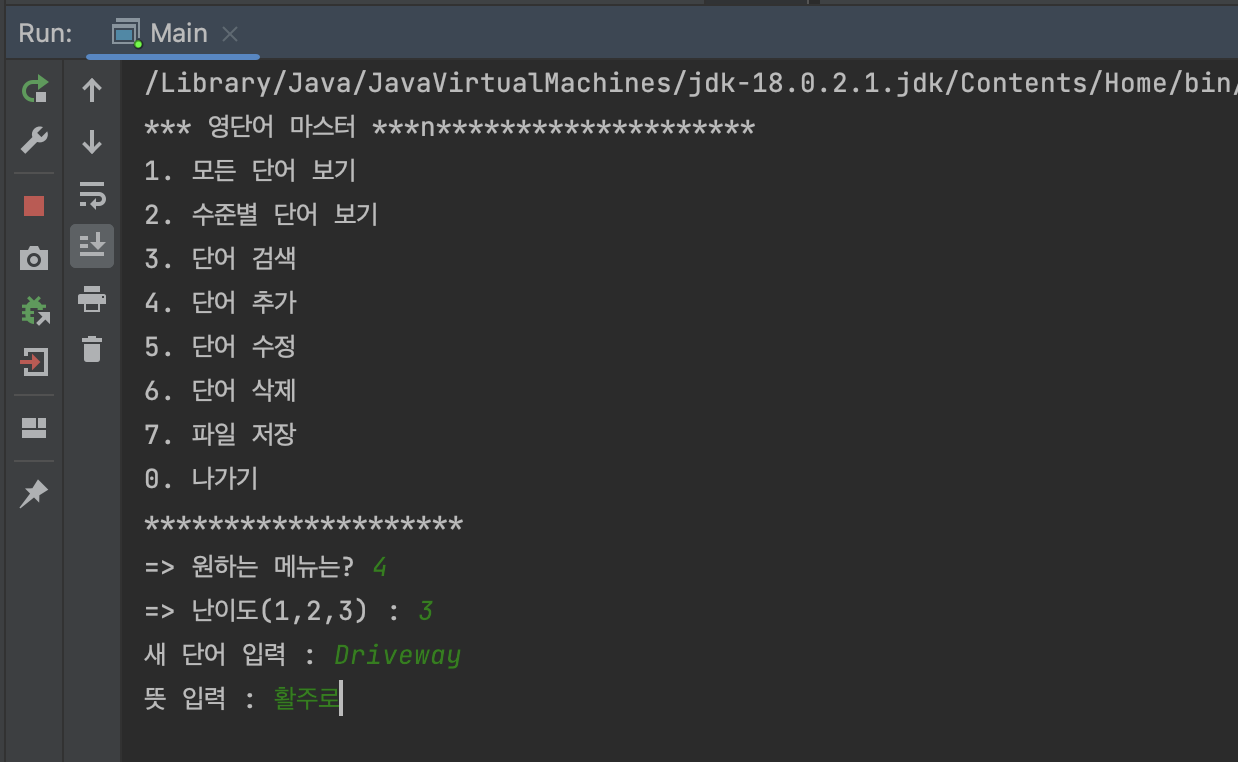 Run: Main
/Library/Java/JavaVirtualMachines/jdk-18.0.2.1.jdk/Contents/Home/bin/
*** 영단어 마스터 ***n********************
1. 모든 단어 보기
2. 수준별 단어 보기
3. 단어 검색
4. 단어 추가
5. 단어 수정
6. 단어 삭제
7. 파일 저장
0. 나가기
********************
=> 원하는 메뉴는? 4
=> 난이도(1,2,3) : 3
새 단어 입력 : Driveway
뜻 입력 : 활주로